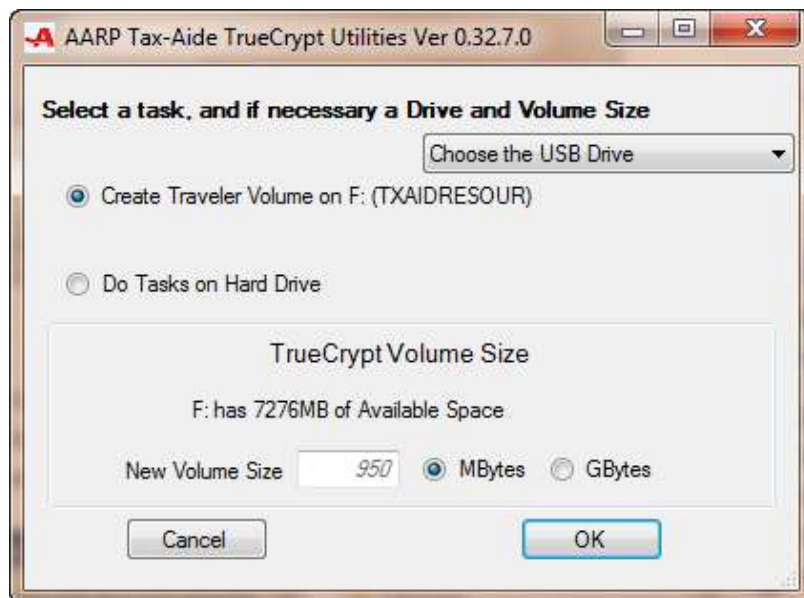 AARP Tax-Aide TrueCrypt Utilities Ver 0.32.7.0
Select a task, and if necessary a Drive and Volume Size
Choose the USB Drive
Create Traveler Volume on F: (TXAIDRESOUR)
Do Tasks on Hard Drive
TrueCrypt Volume Size
F: has 7276MB of Available Space
New Volume Size 950 MBytes GBytes
Cancel OK